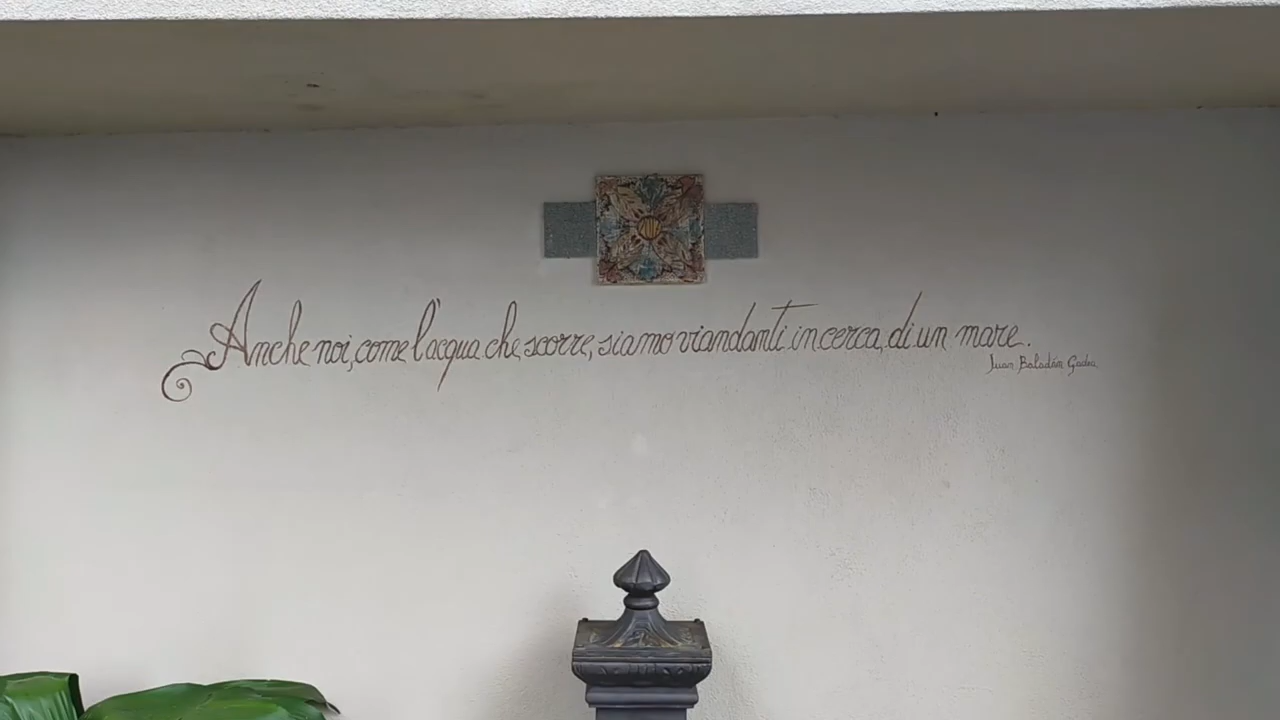 Anche noi, come l'acqua che scorre, siamo viandanti in cerca di un mare.
Juan Baladán Gadea